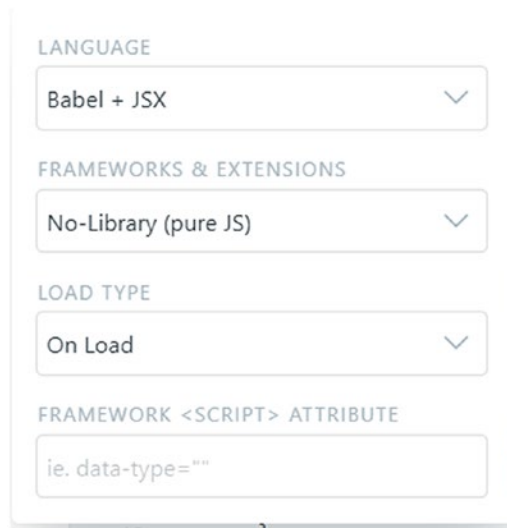 LANGUAGE
Babel + JSX
FRAMEWORKS & EXTENSIONS
No-Library (pure JS)
LOAD TYPE
On Load
FRAMEWORK <SCRIPT> ATTRIBUTE
ie. data-type=""